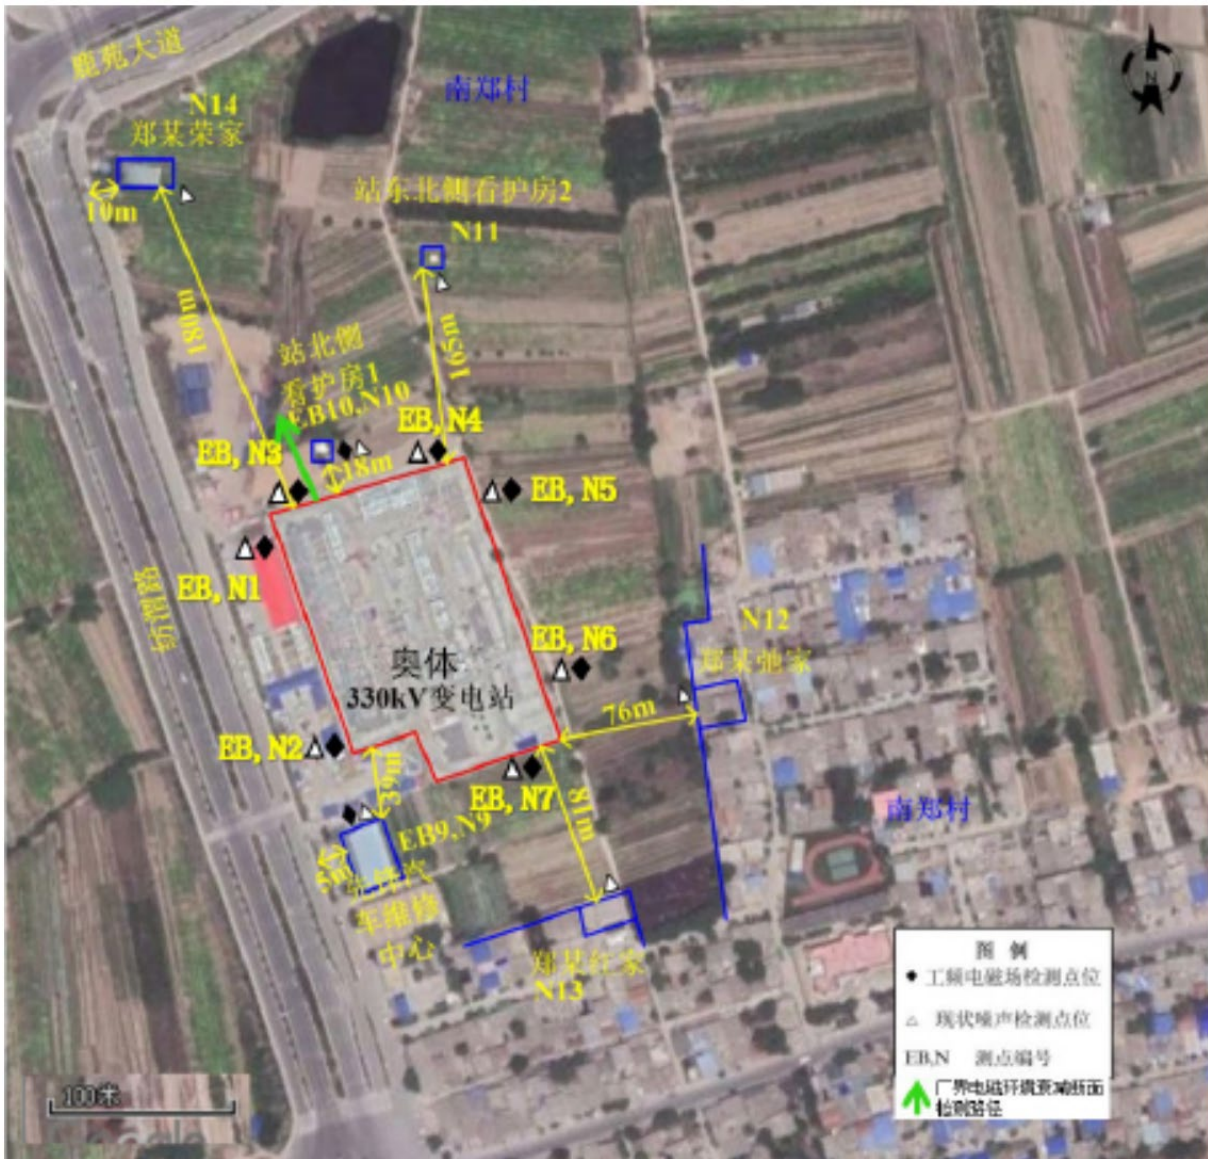 鹿苑大道
南郑村
N14
郑某荣家
10m
站东北侧看护房2
N11
180m
165m
站北侧
看护房1
EB10,N10
EB, N4
EB, N3
18m
EB, N5
EB, N1
纺渭路
N12
郑某弛家
EB, N6
奥体
330kV变电站
76m
EB, N2
39m
EB, N7
81m
EB9,N9
5m
车维修
中心
南郑村
郑某红家
N13
图 例
工频电磁场检测点位
现状噪声检测点位
EB,N 测点编号
厂界电磁环境衰减断面
检测路径
100米
N